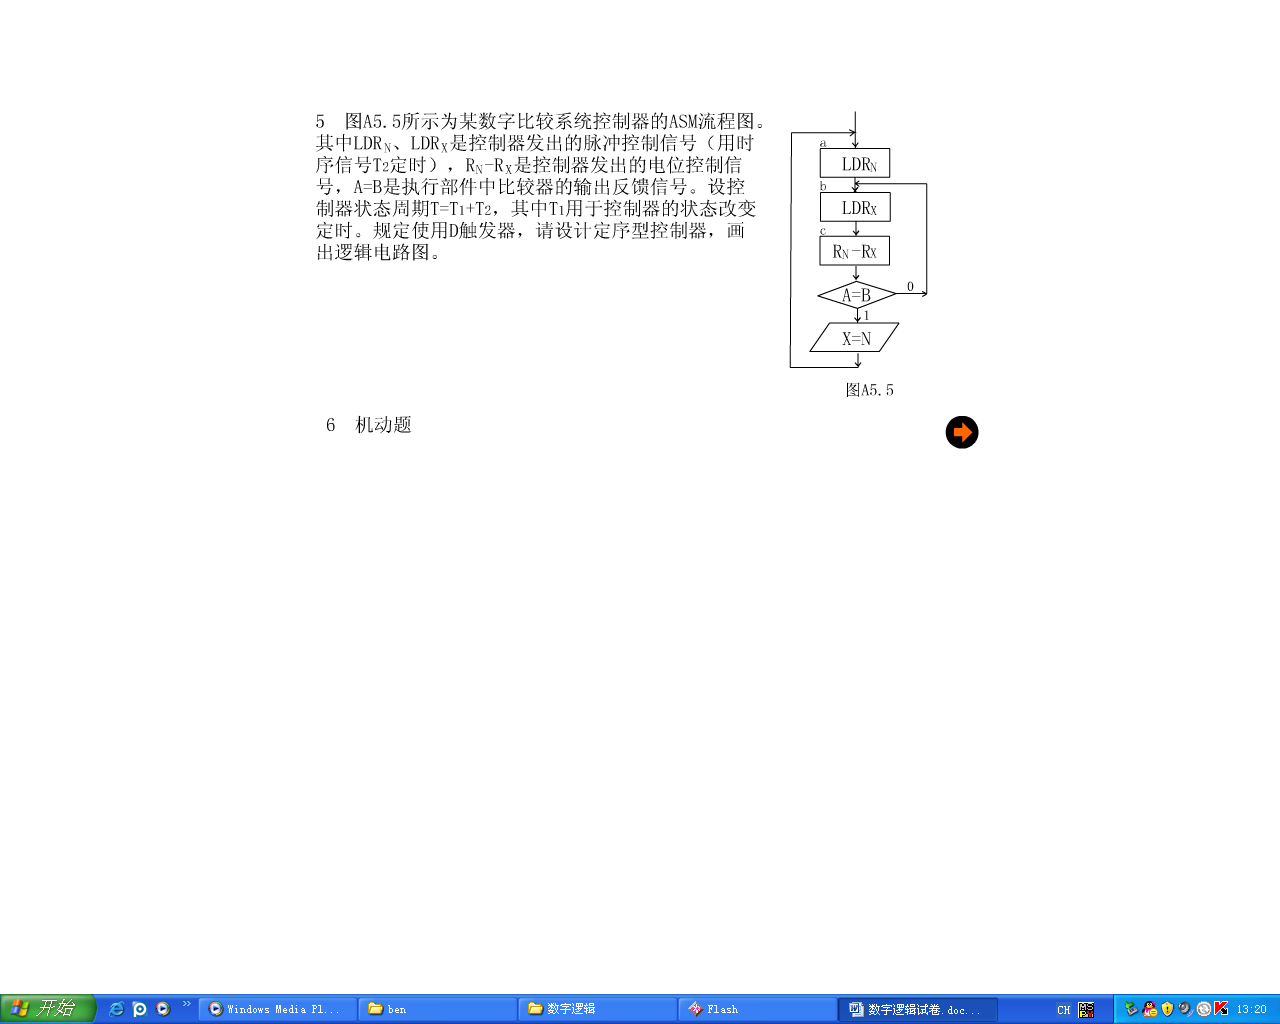 5 图A5.5所示为某数字比较系统控制器的ASM流程图。
其中LDRN、LDRX是控制器发出的脉冲控制信号（用时
序信号T2定时），RN-RX是控制器发出的电位控制信
号，A=B是执行部件中比较器的输出反馈信号。设控
制器状态周期T=T1+T2，其中T1用于控制器的状态改变
定时。规定使用D触发器，请设计定序型控制器，画
出逻辑电路图。
a
LDRN
b
LDRX
c
RN-RX
A=B
0
1
X=N
图A5.5
6 机动题
开始
»
Windows Media Pl...
ben
数字逻辑
Flash
数字逻辑试卷.doc...
CH
13:20